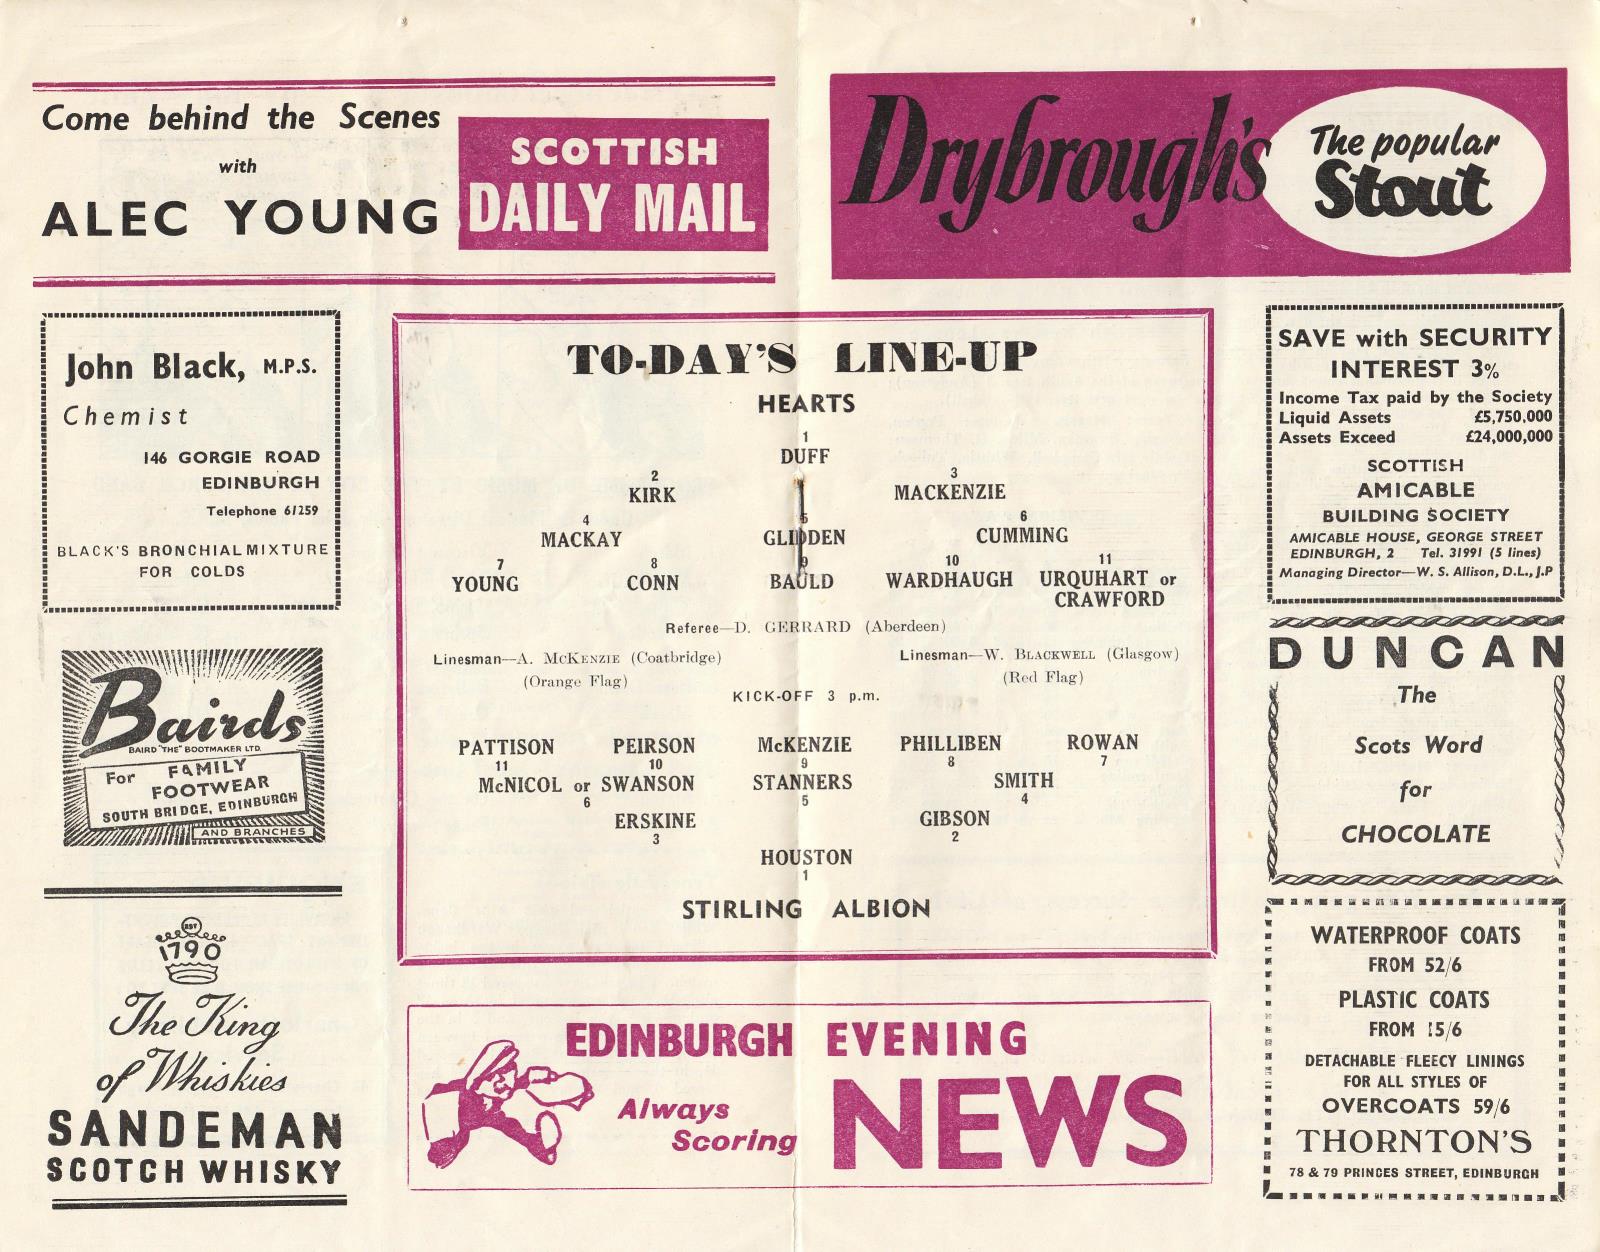 Come behind the Scenes
with
ALEC YOUNG
SCOTTISH
DAILY MAIL
Drybrough's
The popular
Stout
John Black, M.P.S.
Chemist
146 GORGIE ROAD
EDINBURGH
Telephone 61259
BLACK'S BRONCHIAL MIXTURE
FOR COLDS
Bairds
BAIRD "THE" BOOTMAKER LTD.
For FAMILY
FOOTWEAR
SOUTH BRIDGE, EDINBURGH
AND BRANCHES
EST
1790
The King
of Whiskies
SANDEMAN
SCOTCH WHISKY
TO-DAY'S LINE-UP
HEARTS
1
DUFF
2 3
KIRK MACKENZIE
4 5 6
MACKAY GLIDDEN CUMMING
7 8 9 10 11
YOUNG CONN BAULD WARDHAUGH URQUHART or
CRAWFORD
Referee—D. GERRARD (Aberdeen)
Linesman—A. McKENZIE (Coatbridge) Linesman—W. BLACKWELL (Glasgow)
(Orange Flag) (Red Flag)
KICK-OFF 3 p.m.
PATTISON PEIRSON McKENZIE PHILLIBEN ROWAN
11 10 9 8 7
McNICOL or SWANSON STANNERS SMITH
6 5 4
ERSKINE GIBSON
3 2
HOUSTON
1
STIRLING ALBION
EDINBURGH EVENING
NEWS
Always
Scoring
SAVE with SECURITY
INTEREST 3%
Income Tax paid by the Society
Liquid Assets £5,750,000
Assets Exceed £24,000,000
SCOTTISH
AMICABLE
BUILDING SOCIETY
AMICABLE HOUSE, GEORGE STREET
EDINBURGH, 2 Tel. 31991 (5 lines)
Managing Director—W. S. Allison, D.L., J.P
DUNCAN
The
Scots Word
for
CHOCOLATE
WATERPROOF COATS
FROM 52/6
PLASTIC COATS
FROM 15/6
DETACHABLE FLEECY LININGS
FOR ALL STYLES OF
OVERCOATS 59/6
THORNTON'S
78 & 79 PRINCES STREET, EDINBURGH